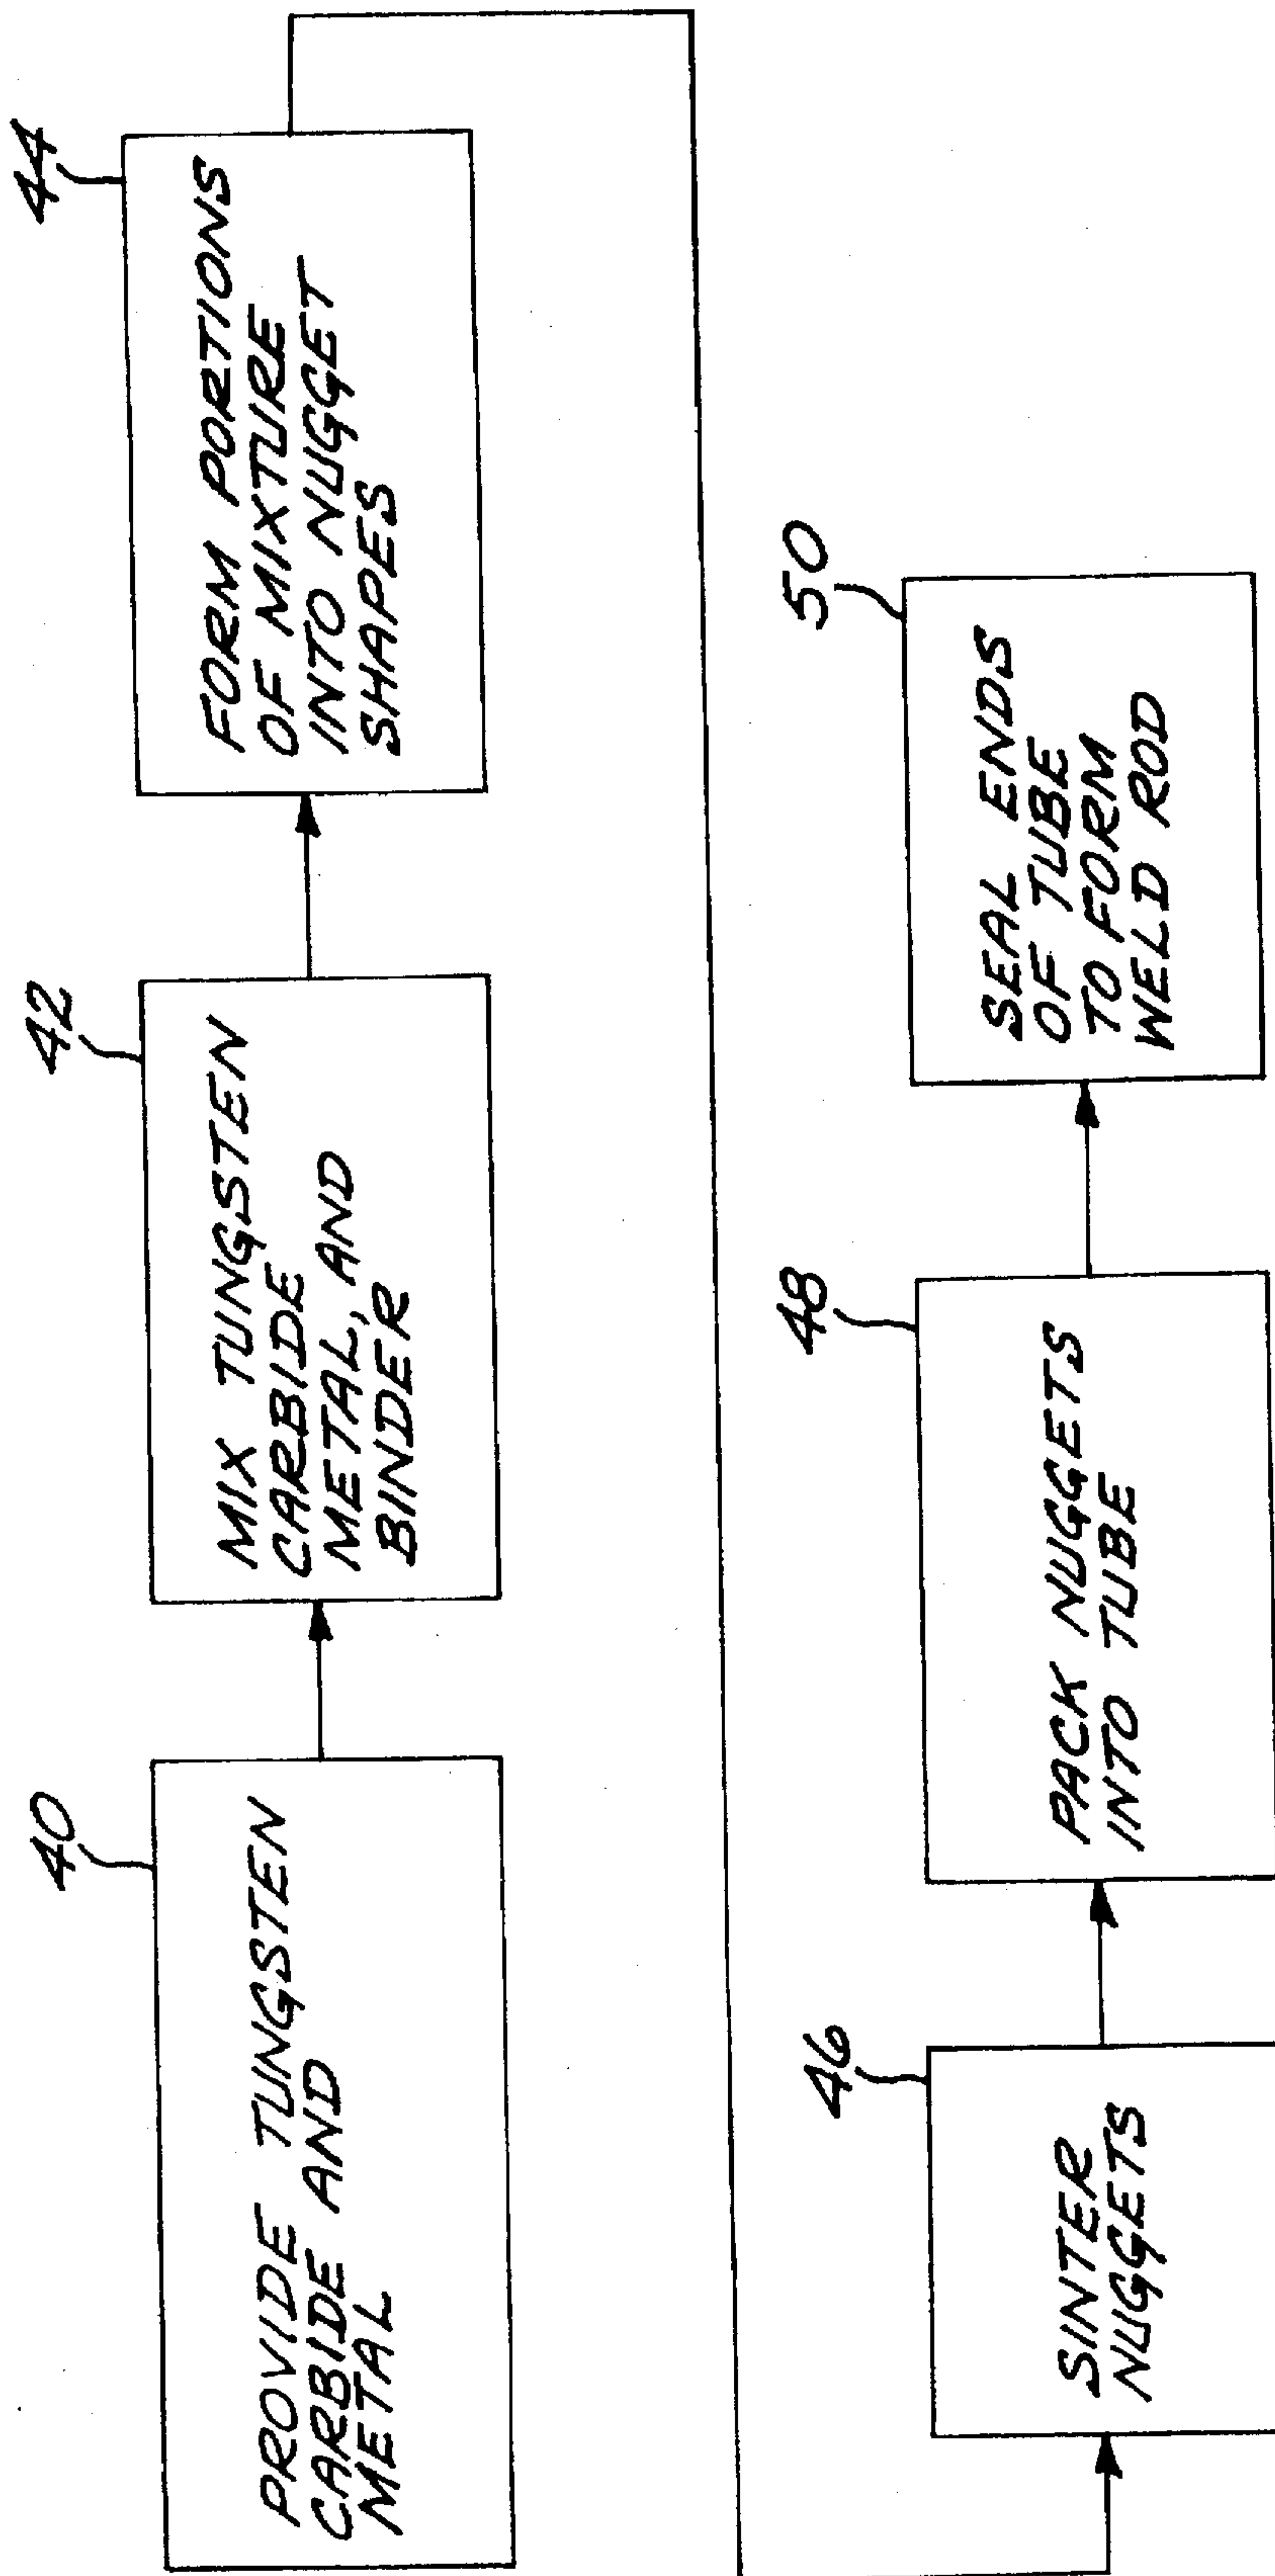 40
PROVIDE TUNGSTEN
CARBIDE AND
METAL
42
MIX TUNGSTEN
CARBIDE
METAL, AND
BINDER
44
FORM PORTIONS
OF MIXTURE
INTO NUGGET
SHAPES
46
SINTER
NUGGETS
48
PACK NUGGETS
INTO TUBE
50
SEAL ENDS
OF TUBE
TO FORM
WELD ROD